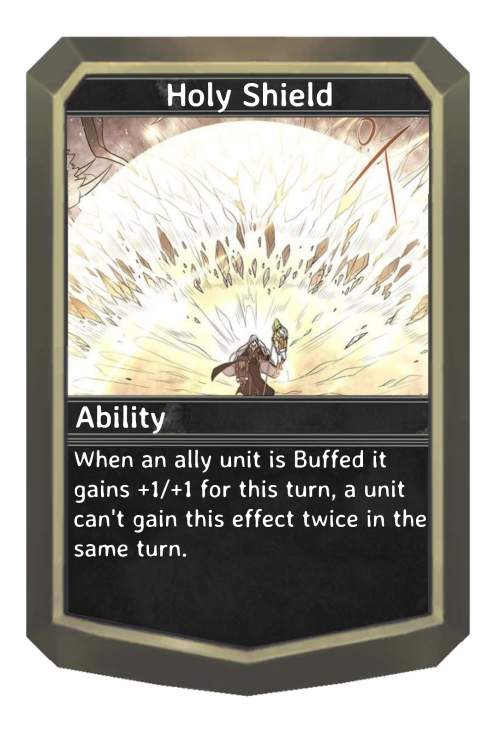 Holy Shield
Ability
When an ally unit is Buffed it
gains +1/+1 for this turn, a unit
can't gain this effect twice in the
same turn.